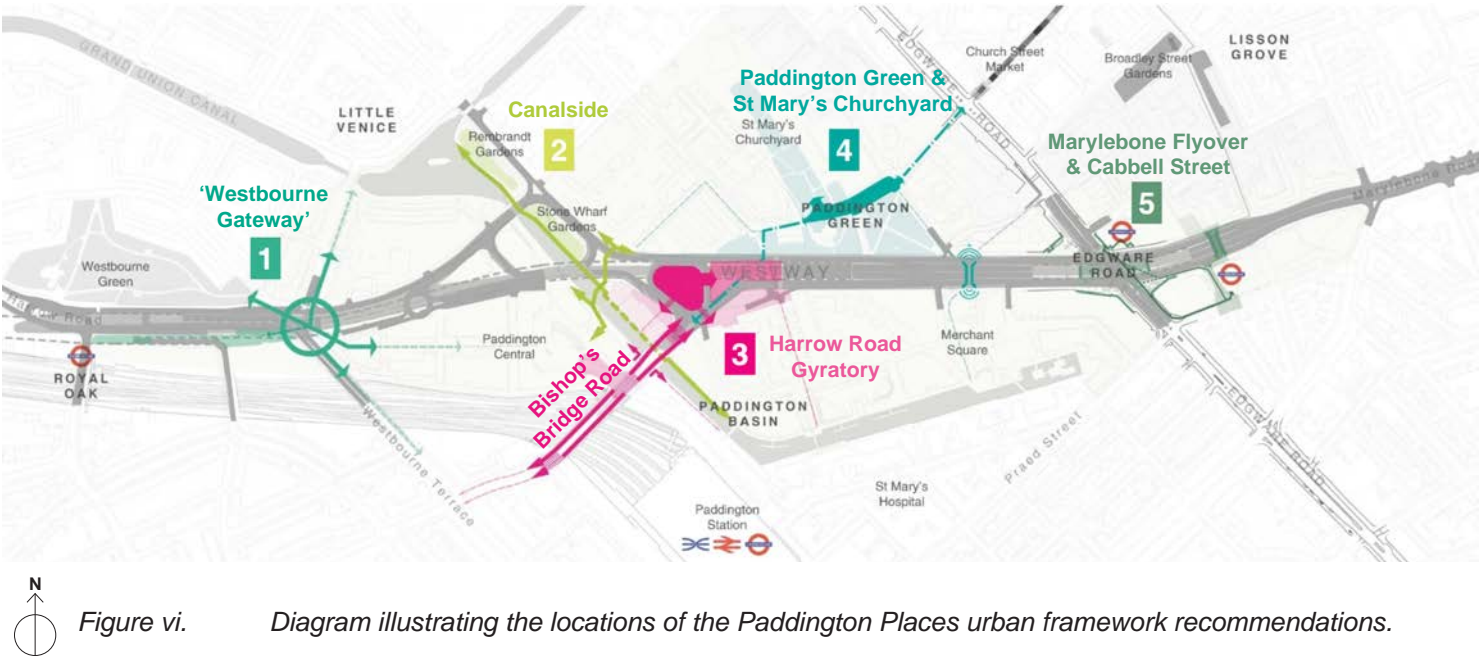 GRAND UNION CANAL
LITTLE
VENICE
Canalside
2
Rembrandt
Gardens
Stone Wharf
Gardens
'Westbourne
Gateway'
1
Westbourne
Green
Harrow Road
ROYAL
OAK
Paddington
Central
Westbourne Terrace
Bishop's
Bridge Road
3
Harrow Road
Gyratory
PADDINGTON
BASIN
WESTWAY
Paddington Green &
St Mary's Churchyard
St Mary's
Churchyard
4
PADDINGTON
GREEN
EDGWARE ROAD
Church Street
Market
Broadley Street
Gardens
LISSON
GROVE
Marylebone Flyover
& Cabbell Street
5
EDGWARE
ROAD
Marylebone Road
Merchant
Square
EDGWARE ROAD
Praed Street
St Mary's
Hospital
Paddington
Station
N
Figure vi. Diagram illustrating the locations of the Paddington Places urban framework recommendations.